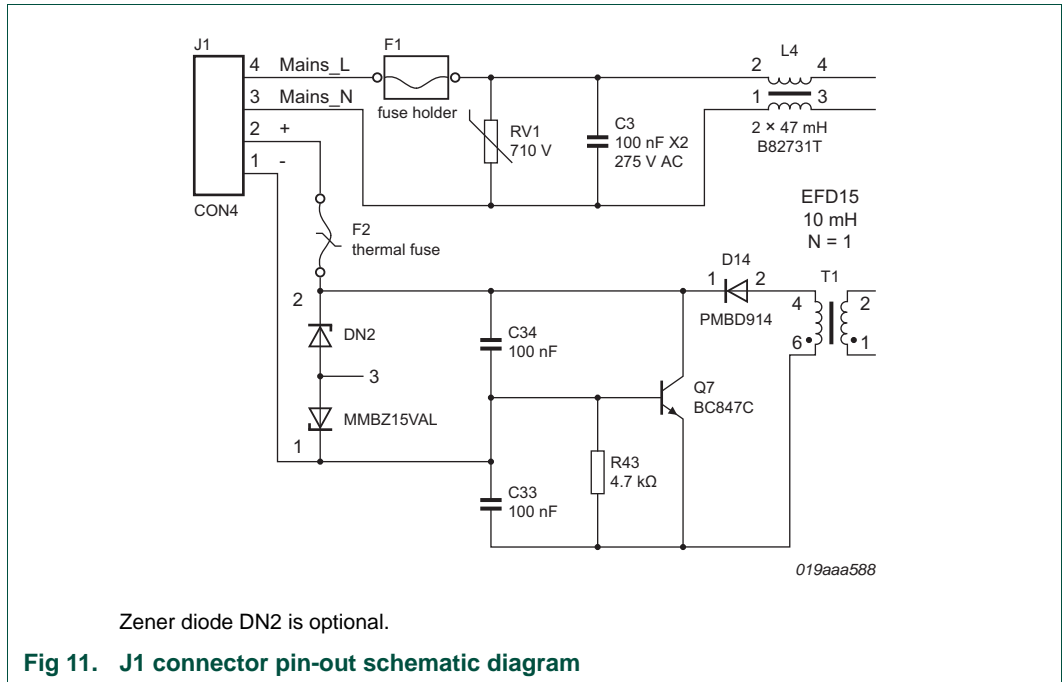 J1
F1
L4
4 Mains_L
2 4
3 Mains_N
1 3
fuse holder
2 +
1 -
CON4
RV1
710 V
C3
100 nF X2
275 V AC
2 × 47 mH
B82731T
EFD15
10 mH
N = 1
F2
thermal fuse
D14
1 2
PMBD914
T1
4 2
6 1
2
DN2
3
MMBZ15VAL
1
C34
100 nF
Q7
BC847C
R43
4.7 kΩ
C33
100 nF
019aaa588
Zener diode DN2 is optional.
Fig 11. J1 connector pin-out schematic diagram